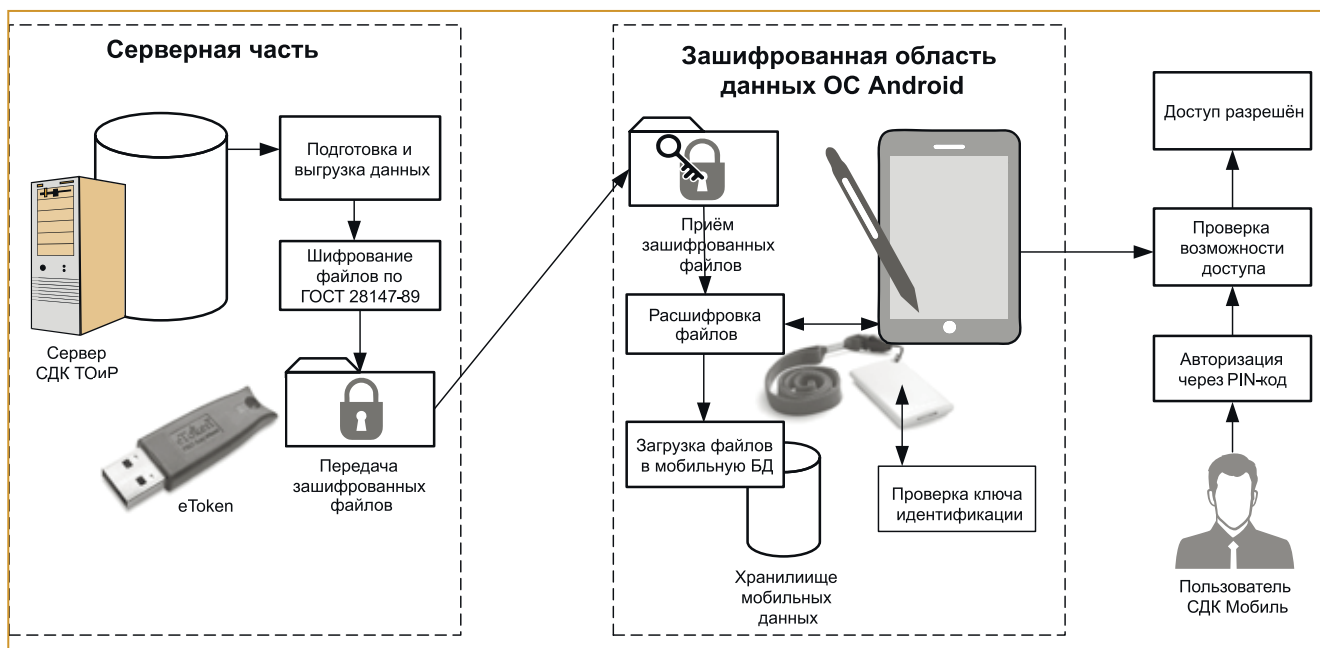 Серверная часть
Подготовка и
выгрузка данных
Шифрование
файлов по
ГОСТ 28147-89
Сервер
СДК ТОиР
eToken
eToken
Передача
зашифрованных
файлов
Зашифрованная область
данных ОС Android
Приём
зашифрованных
файлов
Расшифровка
файлов
Загрузка файлов
в мобильную БД
Хранилиище
мобильных
данных
Проверка ключа
идентификации
Доступ разрешён
Проверка
возможности
доступа
Авторизация
через PIN-код
Пользователь
СДК Мобиль